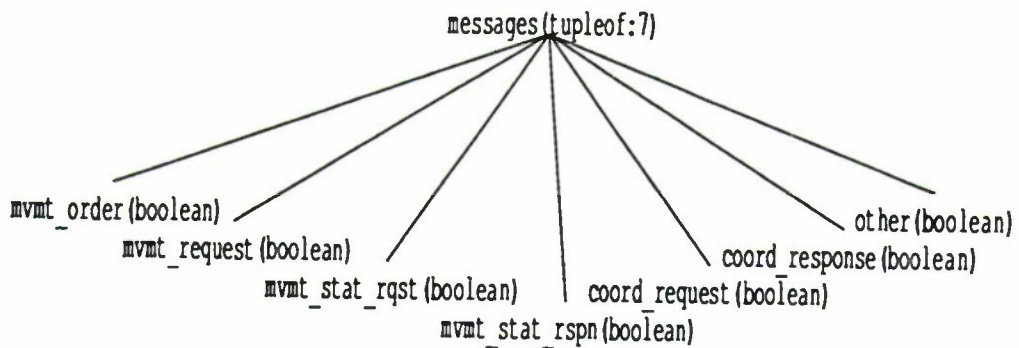 messages(tupleof:7)
mvmt_order(boolean)
mvmt_request(boolean)
mvmt_stat_rqst(boolean)
mvmt_stat_rspn(boolean)
coord_request(boolean)
coord_response(boolean)
other(boolean)